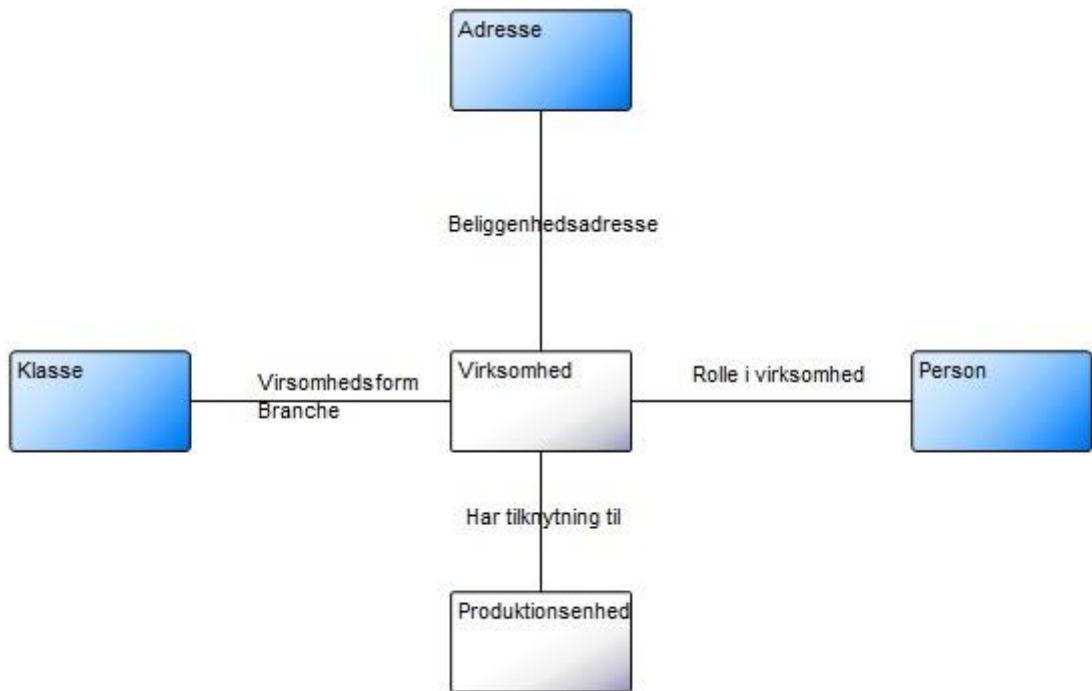 Adresse
Beliggenhedsadresse
Klasse
Virsomhedsform
Branche
Virksomhed
Rolle i virksomhed
Person
Har tilknytning til
Produktionsenhed